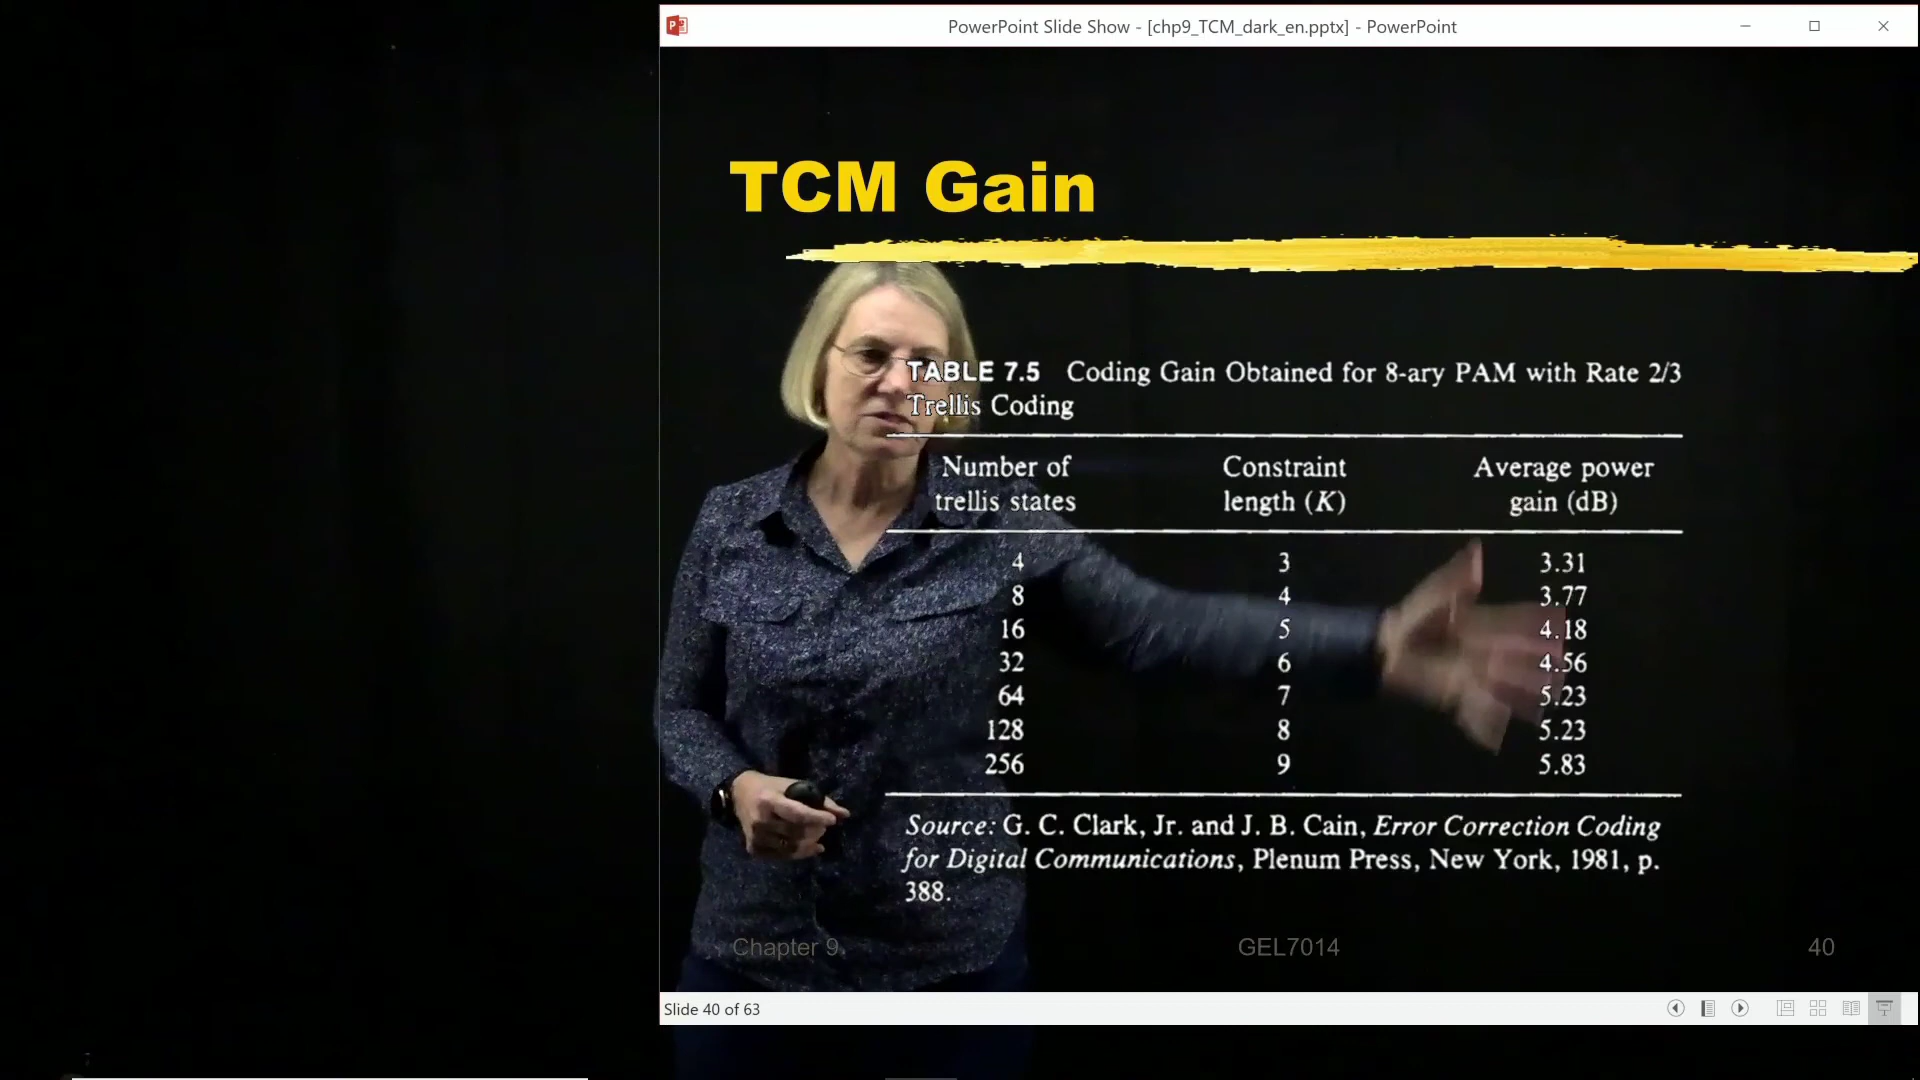 PowerPoint Slide Show - [chp9_TCM_dark_en.pptx] - PowerPoint
TCM Gain
TABLE 7.5 Coding Gain Obtained for 8-ary PAM with Rate 2/3
Trellis Coding
Number of trellis states Constraint length (K) Average power gain (dB)
4 3 3.31
8 4 3.77
16 5 4.18
32 6 4.56
64 7 5.23
128 8 5.23
256 9 5.83
Source: G. C. Clark, Jr. and J. B. Cain, Error Correction Coding
for Digital Communications, Plenum Press, New York, 1981, p.
388.
Chapter 9 GEL7014 40
Slide 40 of 63